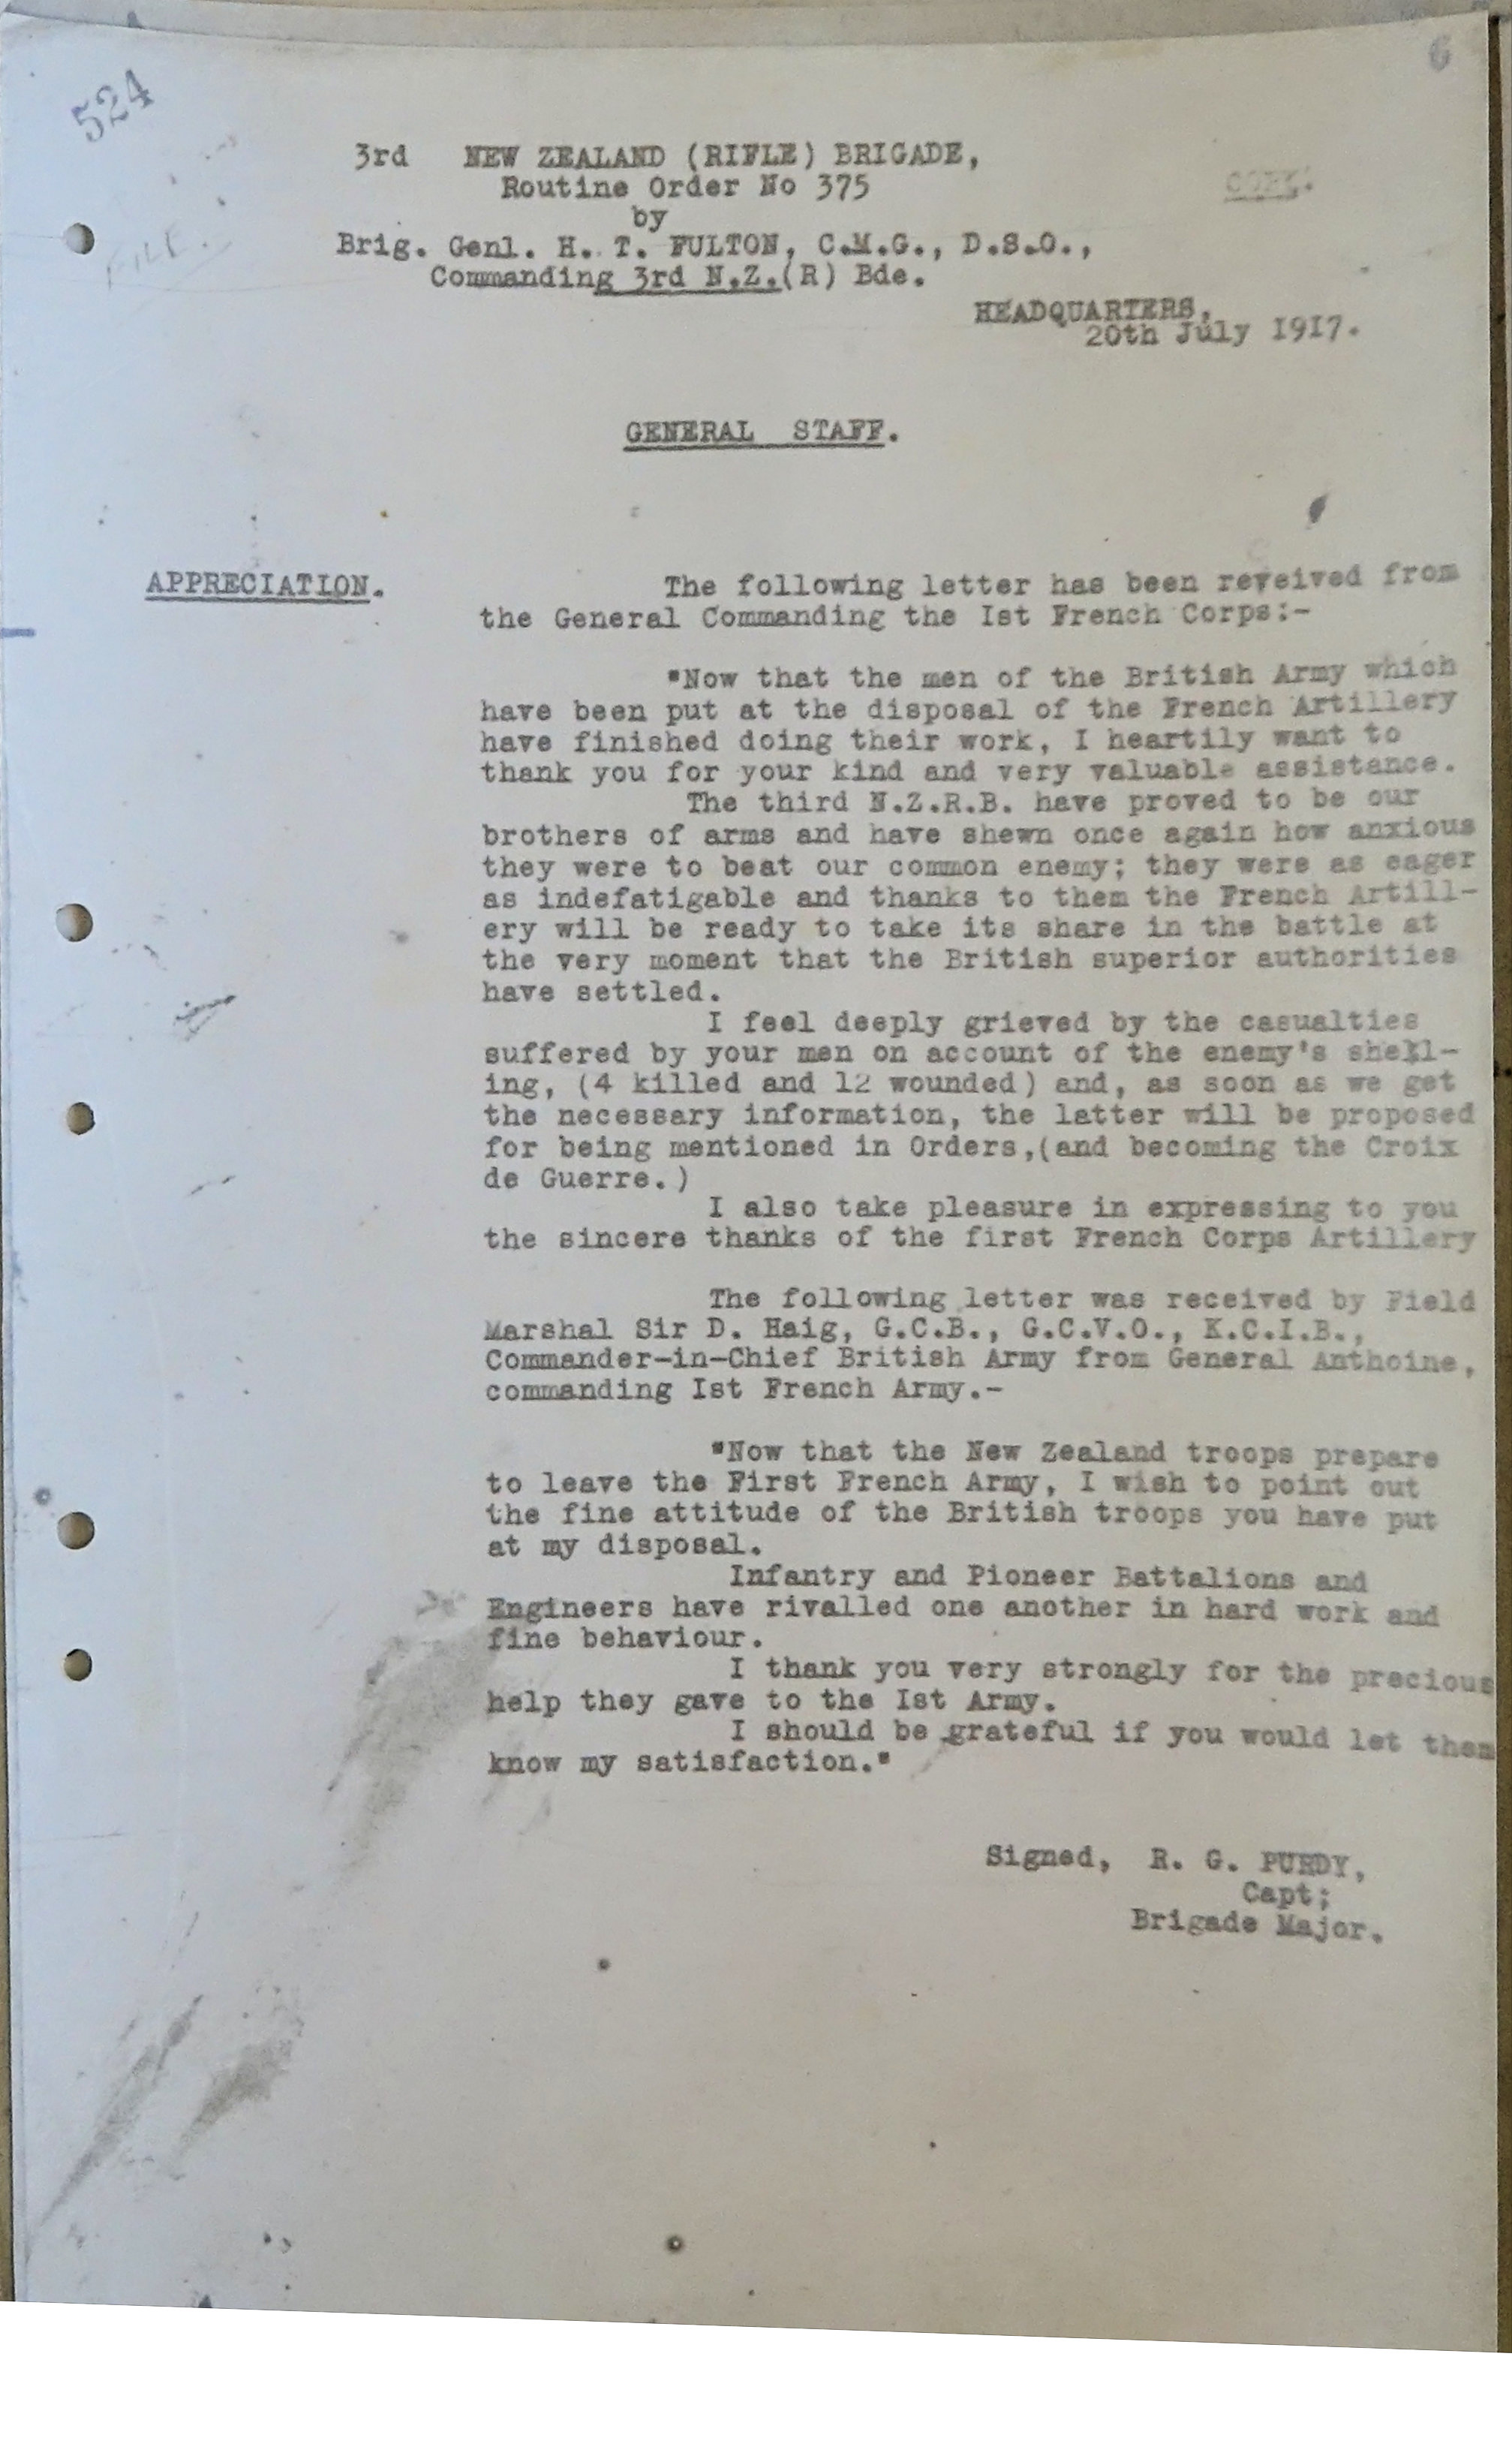 6
524
3rd NEW ZEALAND (RIFLE) BRIGADE,
Routine Order No 375
COPY.
by
FILE.
Brig. Genl. H. T. FULTON, C.M.G., D.S.O.,
Commanding 3rd N.Z.(R) Bde.
HEADQUARTERS,
20th July 1917.
GENERAL STAFF.
APPRECIATION.
The following letter has been reveived from
the General Commanding the Ist French Corps:-
"Now that the men of the British Army which
have been put at the disposal of the French Artillery
have finished doing their work, I heartily want to
thank you for your kind and very valuable assistance.
The third N.Z.R.B. have proved to be our
brothers of arms and have shewn once again how anxious
they were to beat our common enemy; they were as eager
as indefatigable and thanks to them the French Artill-
ery will be ready to take its share in the battle at
the very moment that the British superior authorities
have settled.
I feel deeply grieved by the casualties
suffered by your men on account of the enemy's shell-
ing, (4 killed and 12 wounded) and, as soon as we get
the necessary information, the latter will be proposed
for being mentioned in Orders,(and becoming the Croix
de Guerre.)
I also take pleasure in expressing to you
the sincere thanks of the first French Corps Artillery
The following letter was received by Field
Marshal Sir D. Haig, G.C.B., G.C.V.O., K.C.I.B.,
Commander-in-Chief British Army from General Anthoine,
commanding Ist French Army.-
"Now that the New Zealand troops prepare
to leave the First French Army, I wish to point out
the fine attitude of the British troops you have put
at my disposal.
Infantry and Pioneer Battalions and
Engineers have rivalled one another in hard work and
fine behaviour.
I thank you very strongly for the precious
help they gave to the Ist Army.
I should be grateful if you would let them
know my satisfaction."
Signed, R. G. PURDY,
Capt;
Brigade Major.